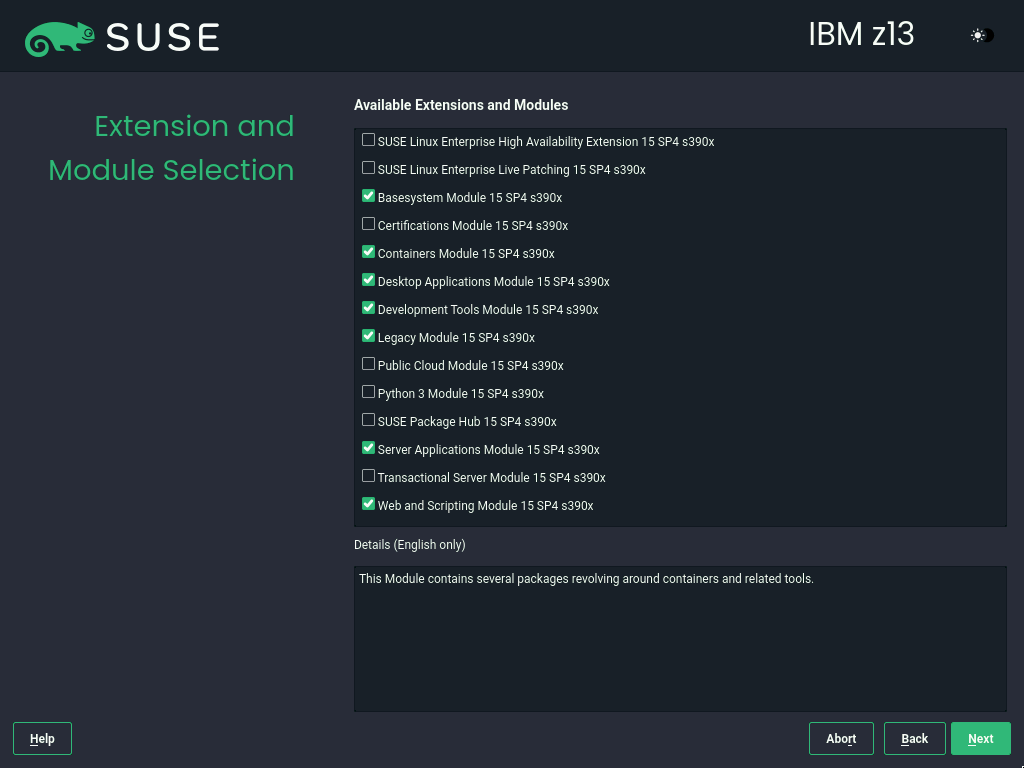 SUSE
IBM z13
Extension and
Module Selection
Available Extensions and Modules
SUSE Linux Enterprise High Availability Extension 15 SP4 s390x
SUSE Linux Enterprise Live Patching 15 SP4 s390x
Basesystem Module 15 SP4 s390x
Certifications Module 15 SP4 s390x
Containers Module 15 SP4 s390x
Desktop Applications Module 15 SP4 s390x
Development Tools Module 15 SP4 s390x
Legacy Module 15 SP4 s390x
Public Cloud Module 15 SP4 s390x
Python 3 Module 15 SP4 s390x
SUSE Package Hub 15 SP4 s390x
Server Applications Module 15 SP4 s390x
Transactional Server Module 15 SP4 s390x
Web and Scripting Module 15 SP4 s390x
Details (English only)
This Module contains several packages revolving around containers and related tools.
Help
Abort
Back
Next